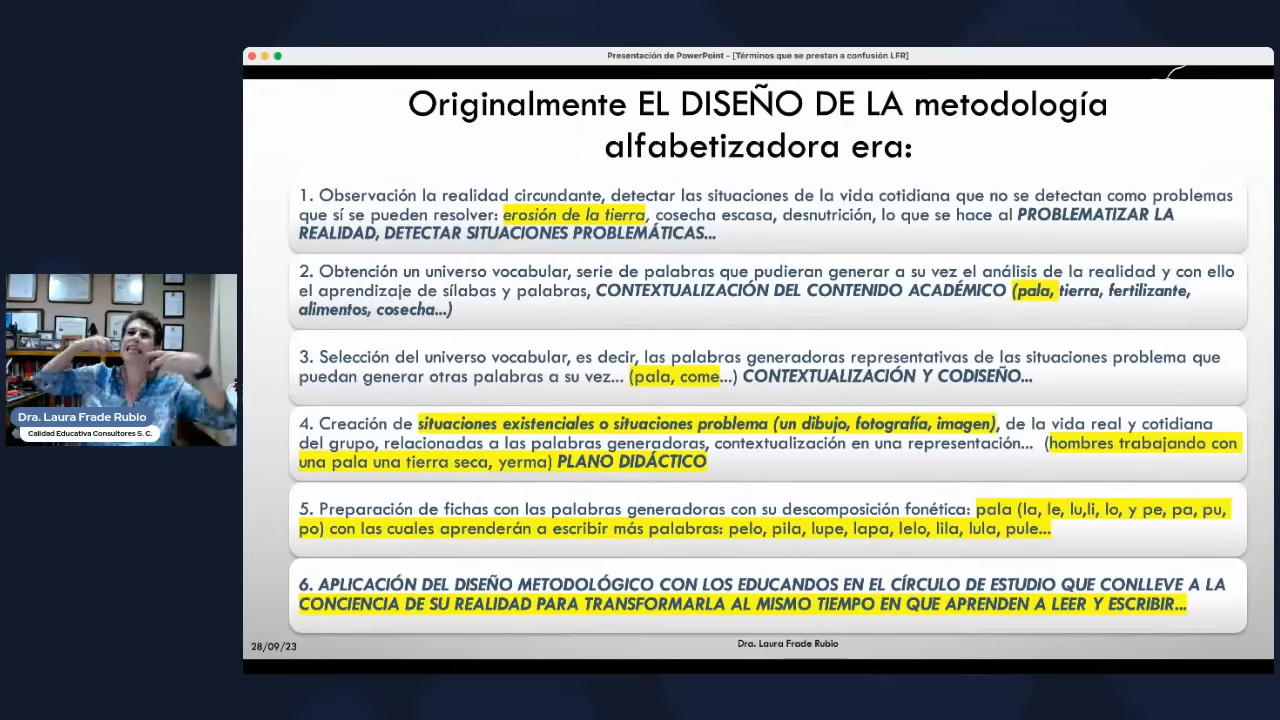 Presentación de PowerPoint - [Términos que se prestan a confusión LFR]
Originalmente EL DISEÑO DE LA metodología
alfabetizadora era:
1. Observación la realidad circundante, detectar las situaciones de la vida cotidiana que no se detectan como problemas
que sí se pueden resolver: erosión de la tierra, cosecha escasa, desnutrición, lo que se hace al PROBLEMATIZAR LA
REALIDAD, DETECTAR SITUACIONES PROBLEMÁTICAS...
2. Obtención un universo vocabular, serie de palabras que pudieran generar a su vez el análisis de la realidad y con ello
el aprendizaje de sílabas y palabras, CONTEXTUALIZACIÓN DEL CONTENIDO ACADÉMICO (pala, tierra, fertilizante,
alimentos, cosecha...)
3. Selección del universo vocabular, es decir, las palabras generadoras representativas de las situaciones problema que
puedan generar otras palabras a su vez... (pala, come...) CONTEXTUALIZACIÓN Y CODISEÑO...
4. Creación de situaciones existenciales o situaciones problema (un dibujo, fotografía, imagen), de la vida real y cotidiana
del grupo, relacionadas a las palabras generadoras, contextualización en una representación... (hombres trabajando con
una pala una tierra seca, yerma) PLANO DIDÁCTICO
5. Preparación de fichas con las palabras generadoras con su descomposición fonética: pala (la, le, lu,li, lo, y pe, pa, pu,
po) con las cuales aprenderán a escribir más palabras: pelo, pila, lupe, lapa, lelo, lila, lula, pule...
6. APLICACIÓN DEL DISEÑO METODOLÓGICO CON LOS EDUCANDOS EN EL CÍRCULO DE ESTUDIO QUE CONLLEVE A LA
CONCIENCIA DE SU REALIDAD PARA TRANSFORMARLA AL MISMO TIEMPO EN QUE APRENDEN A LEER Y ESCRIBIR...
28/09/23
Dra. Laura Frade Rubio
Dra. Laura Frade Rubio
Calidad Educativa Consultores S. C.